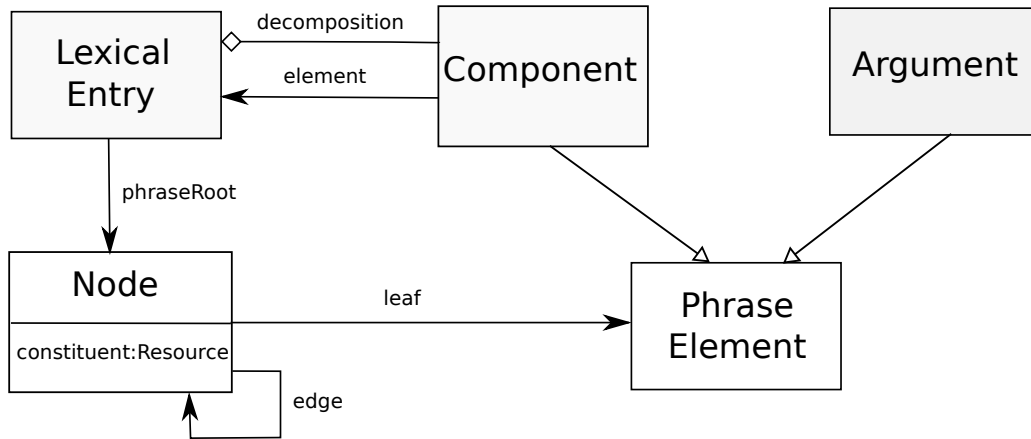 decomposition
Lexical
Entry
element
Component
Argument
phraseRoot
Node
constituent:Resource
leaf
Phrase
Element
edge